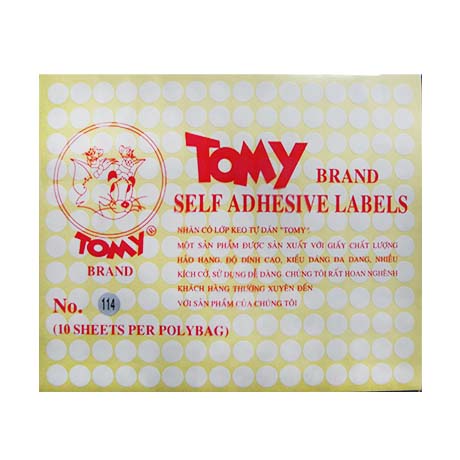 TOMY BRAND
SELF ADHESIVE LABELS
NHÃN CÓ LỚP KEO TỰ DÁN "TOMY".
MỘT SẢN PHẨM ĐƯỢC SẢN XUẤT VỚI GIẤY CHẤT LƯỢNG
HẢO HẠNG, ĐỘ DÍNH CAO, KIỂU DÁNG ĐA DẠNG, NHIỀU
KÍCH CỠ, SỬ DỤNG DỄ DÀNG. CHÚNG TÔI RẤT HOAN NGHÊNH
KHÁCH HÀNG THƯỜNG XUYÊN ĐẾN
VỚI SẢN PHẨM CỦA CHÚNG TÔI
TOMY ®
BRAND
No. 114
(10 SHEETS PER POLYBAG)